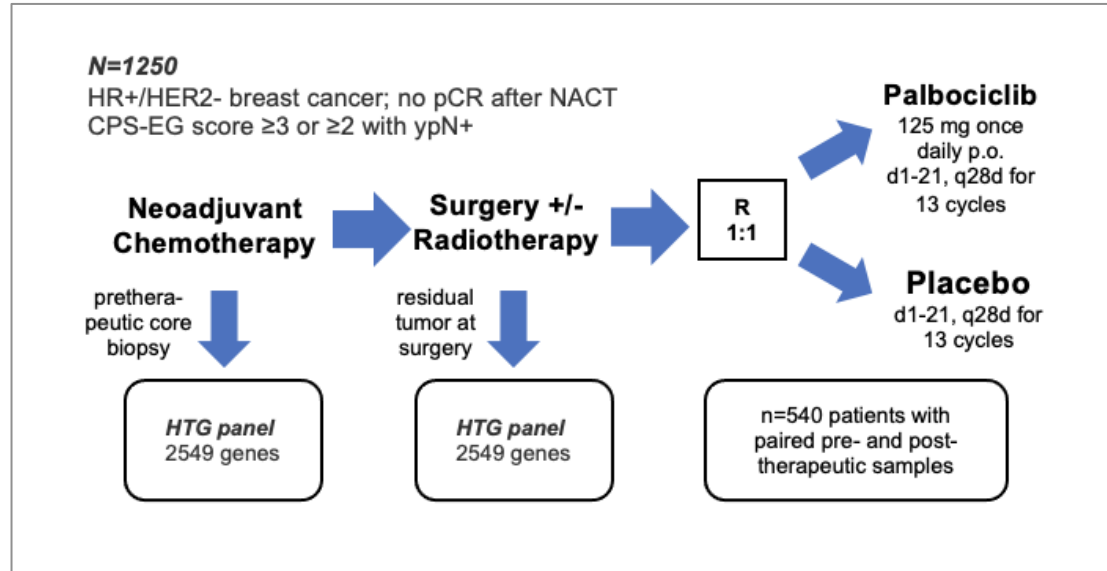 N=1250
HR+/HER2- breast cancer; no pCR after NACT
CPS-EG score ≥3 or ≥2 with ypN+
Neoadjuvant
Chemotherapy
Surgery +/-
Radiotherapy
R
1:1
Palbociclib
125 mg once
daily p.o.
d1-21, q28d for
13 cycles
Placebo
d1-21, q28d for
13 cycles
prethera-
peutic core
biopsy
residual
tumor at
surgery
HTG panel
2549 genes
HTG panel
2549 genes
n=540 patients with
paired pre- and post-
therapeutic samples